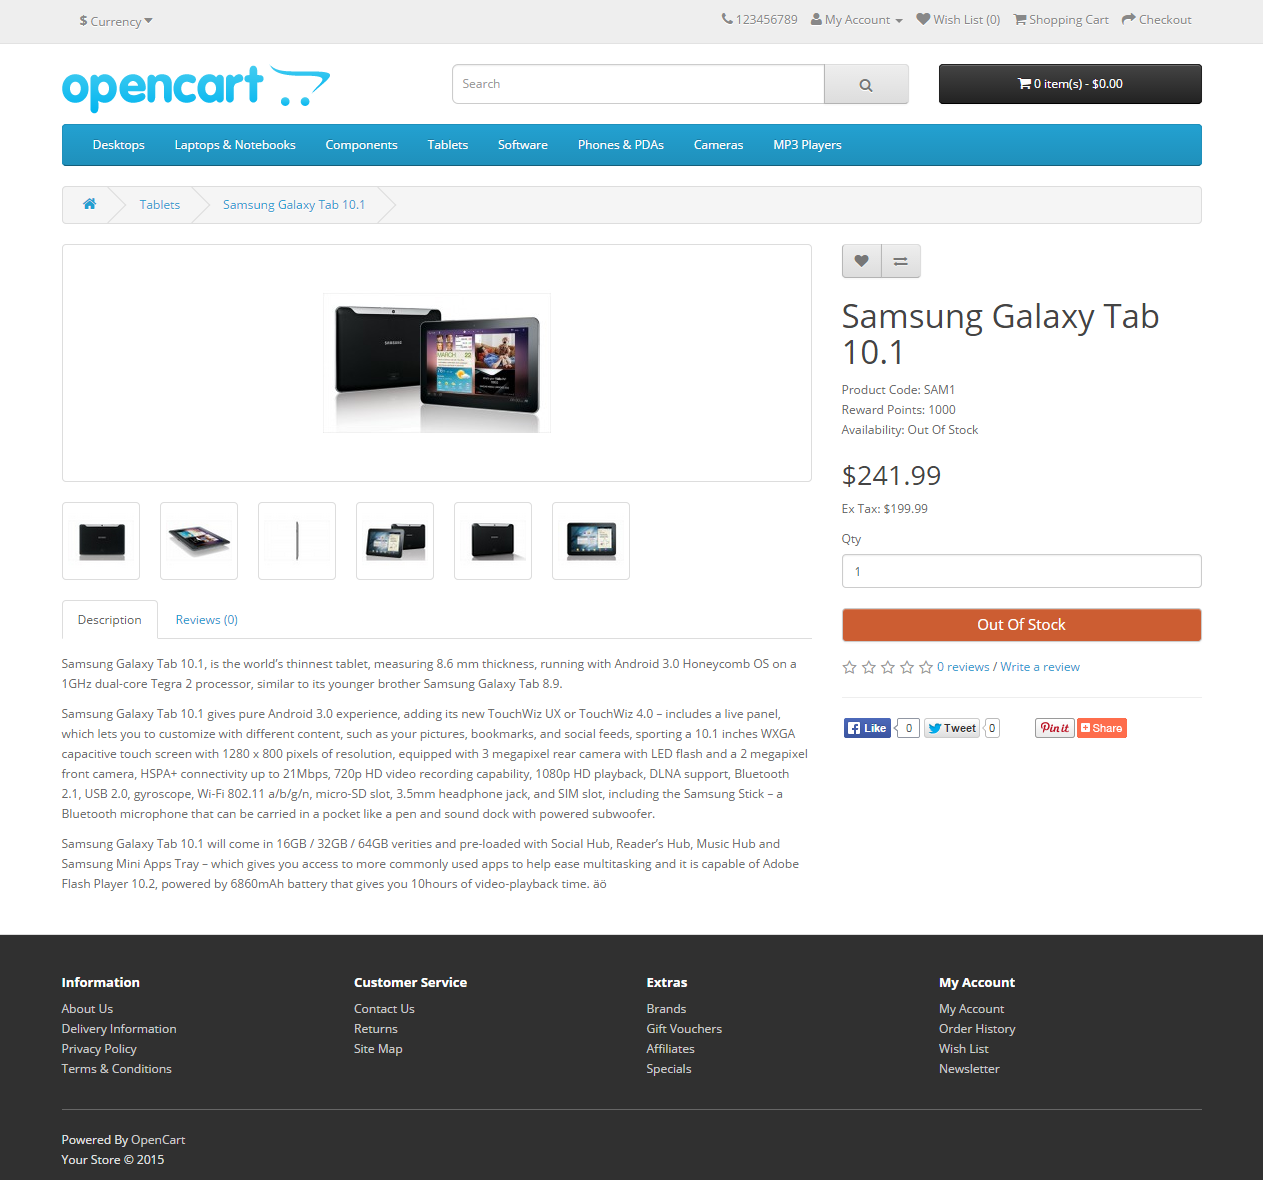 $ Currency
123456789 My Account Wish List (0) Shopping Cart Checkout
opencart
Search
0 item(s) - $0.00
Desktops Laptops & Notebooks Components Tablets Software Phones & PDAs Cameras MP3 Players
Tablets Samsung Galaxy Tab 10.1
SAMSUNG
MARCH 22
Samsung Galaxy Tab
10.1
Product Code: SAM1
Reward Points: 1000
Availability: Out Of Stock
$241.99
Ex Tax: $199.99
Qty
1
Out Of Stock
0 reviews / Write a review
Like 0 Tweet 0 Pin it Share
Description Reviews (0)
Samsung Galaxy Tab 10.1, is the world’s thinnest tablet, measuring 8.6 mm thickness, running with Android 3.0 Honeycomb OS on a
1GHz dual-core Tegra 2 processor, similar to its younger brother Samsung Galaxy Tab 8.9.
Samsung Galaxy Tab 10.1 gives pure Android 3.0 experience, adding its new TouchWiz UX or TouchWiz 4.0 – includes a live panel,
which lets you to customize with different content, such as your pictures, bookmarks, and social feeds, sporting a 10.1 inches WXGA
capacitive touch screen with 1280 x 800 pixels of resolution, equipped with 3 megapixel rear camera with LED flash and a 2 megapixel
front camera, HSPA+ connectivity up to 21Mbps, 720p HD video recording capability, 1080p HD playback, DLNA support, Bluetooth
2.1, USB 2.0, gyroscope, Wi-Fi 802.11 a/b/g/n, micro-SD slot, 3.5mm headphone jack, and SIM slot, including the Samsung Stick – a
Bluetooth microphone that can be carried in a pocket like a pen and sound dock with powered subwoofer.
Samsung Galaxy Tab 10.1 will come in 16GB / 32GB / 64GB verities and pre-loaded with Social Hub, Reader’s Hub, Music Hub and
Samsung Mini Apps Tray – which gives you access to more commonly used apps to help ease multitasking and it is capable of Adobe
Flash Player 10.2, powered by 6860mAh battery that gives you 10hours of video-playback time. äö
Information Customer Service Extras My Account
About Us Contact Us Brands My Account
Delivery Information Returns Gift Vouchers Order History
Privacy Policy Site Map Affiliates Wish List
Terms & Conditions Specials Newsletter
Powered By OpenCart
Your Store © 2015